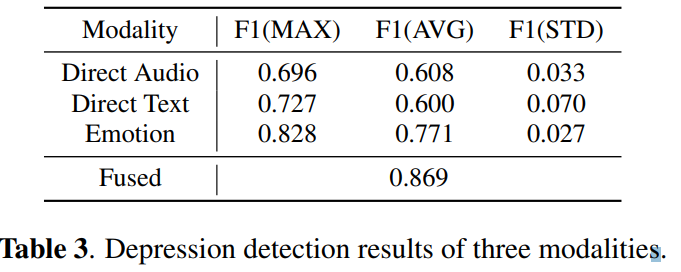 Modality F1(MAX) F1(AVG) F1(STD)
Direct Audio 0.696 0.608 0.033
Direct Text 0.727 0.600 0.070
Emotion 0.828 0.771 0.027
Fused 0.869
Table 3. Depression detection results of three modalities.